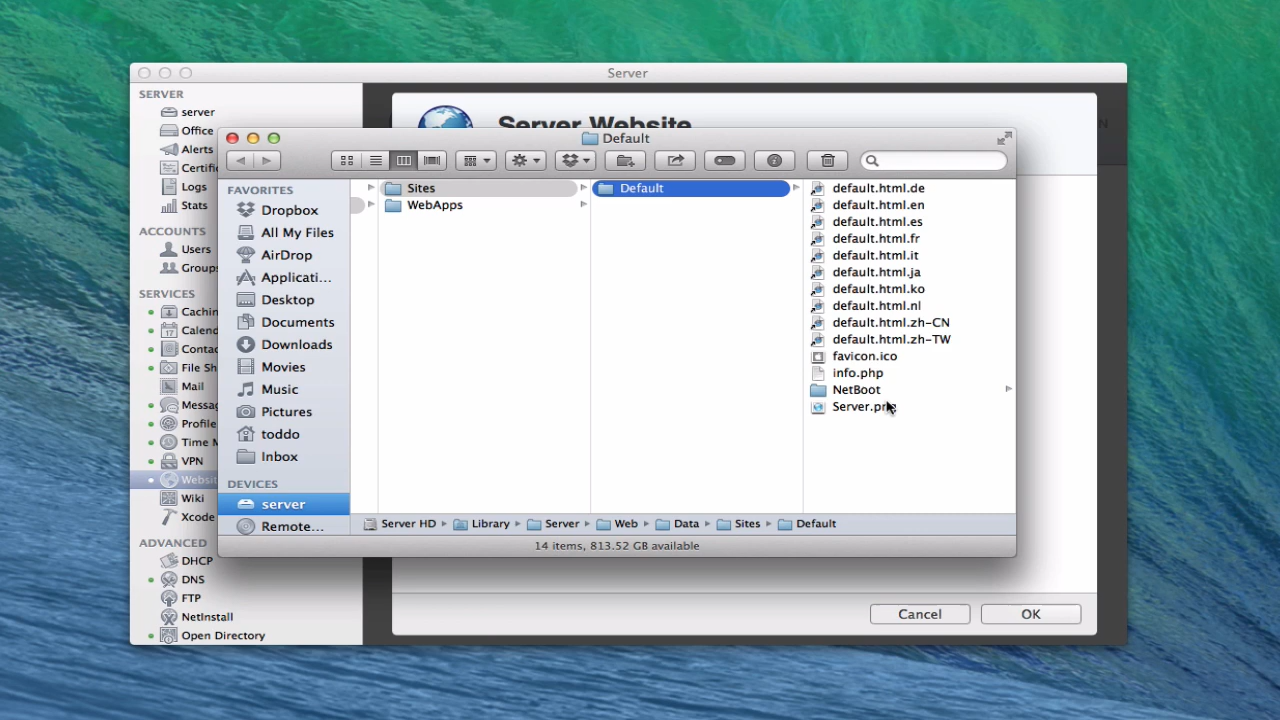 Server
SERVER
server
Office
Alerts
Certifi
Logs
Stats
ACCOUNTS
Users
Groups
SERVICES
Cachin
Calend
Contac
File Sh
Mail
Messag
Profile
Time M
VPN
Websit
Wiki
Xcode
ADVANCED
DHCP
DNS
FTP
NetInstall
Open Directory
Server Website
N
Default
FAVORITES
Dropbox
All My Files
AirDrop
Applicati...
Desktop
Documents
Downloads
Movies
Music
Pictures
toddo
Inbox
DEVICES
server
Remote...
Sites
WebApps
Default
default.html.de
default.html.en
default.html.es
default.html.fr
default.html.it
default.html.ja
default.html.ko
default.html.nl
default.html.zh-CN
default.html.zh-TW
favicon.ico
info.php
NetBoot
Server.png
Server HD
Library
Server
Web
Data
Sites
Default
14 items, 813.52 GB available
Cancel
OK